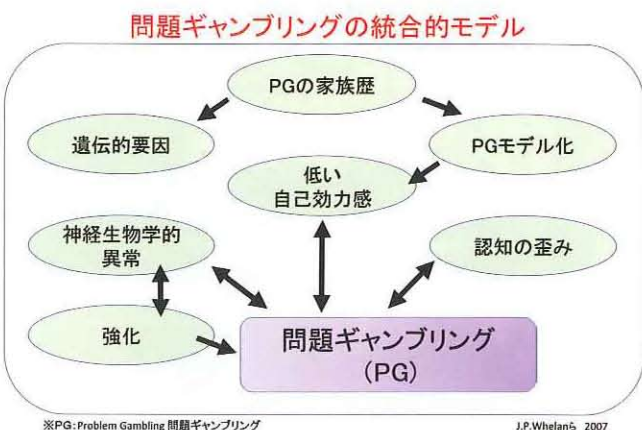 問題ギャンブリングの統合的モデル
PGの家族歴
遺伝的要因
PGモデル化
低い
自己効力感
神経生物学的
異常
認知の歪み
強化
問題ギャンブリング
(PG)
※PG:Problem Gambling 問題ギャンブリング
J.P.Whelanら 2007